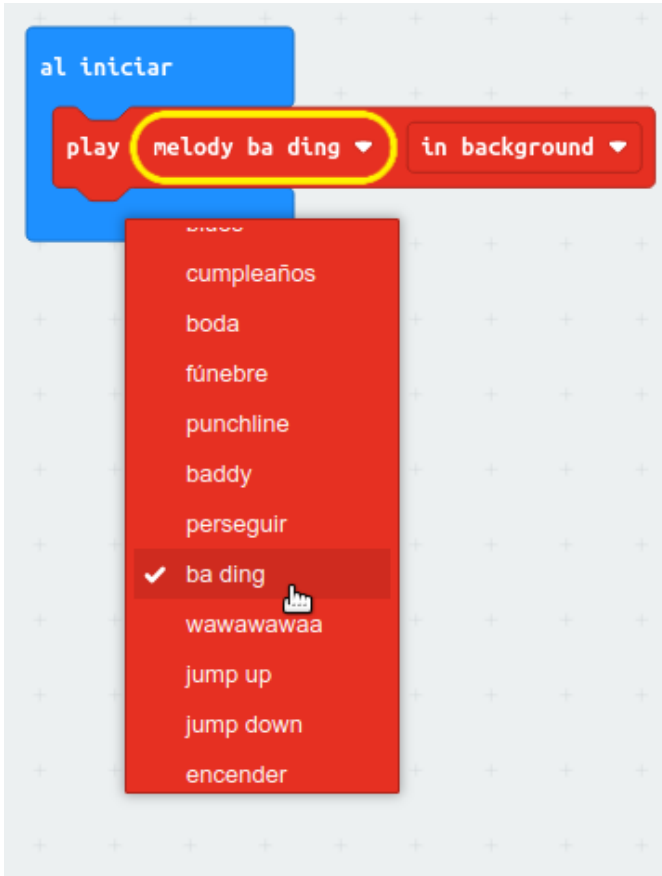 al iniciar
play melody ba ding in background
cumpleaños
boda
fúnebre
punchline
baddy
perseguir
ba ding
wawawawaa
jump up
jump down
encender